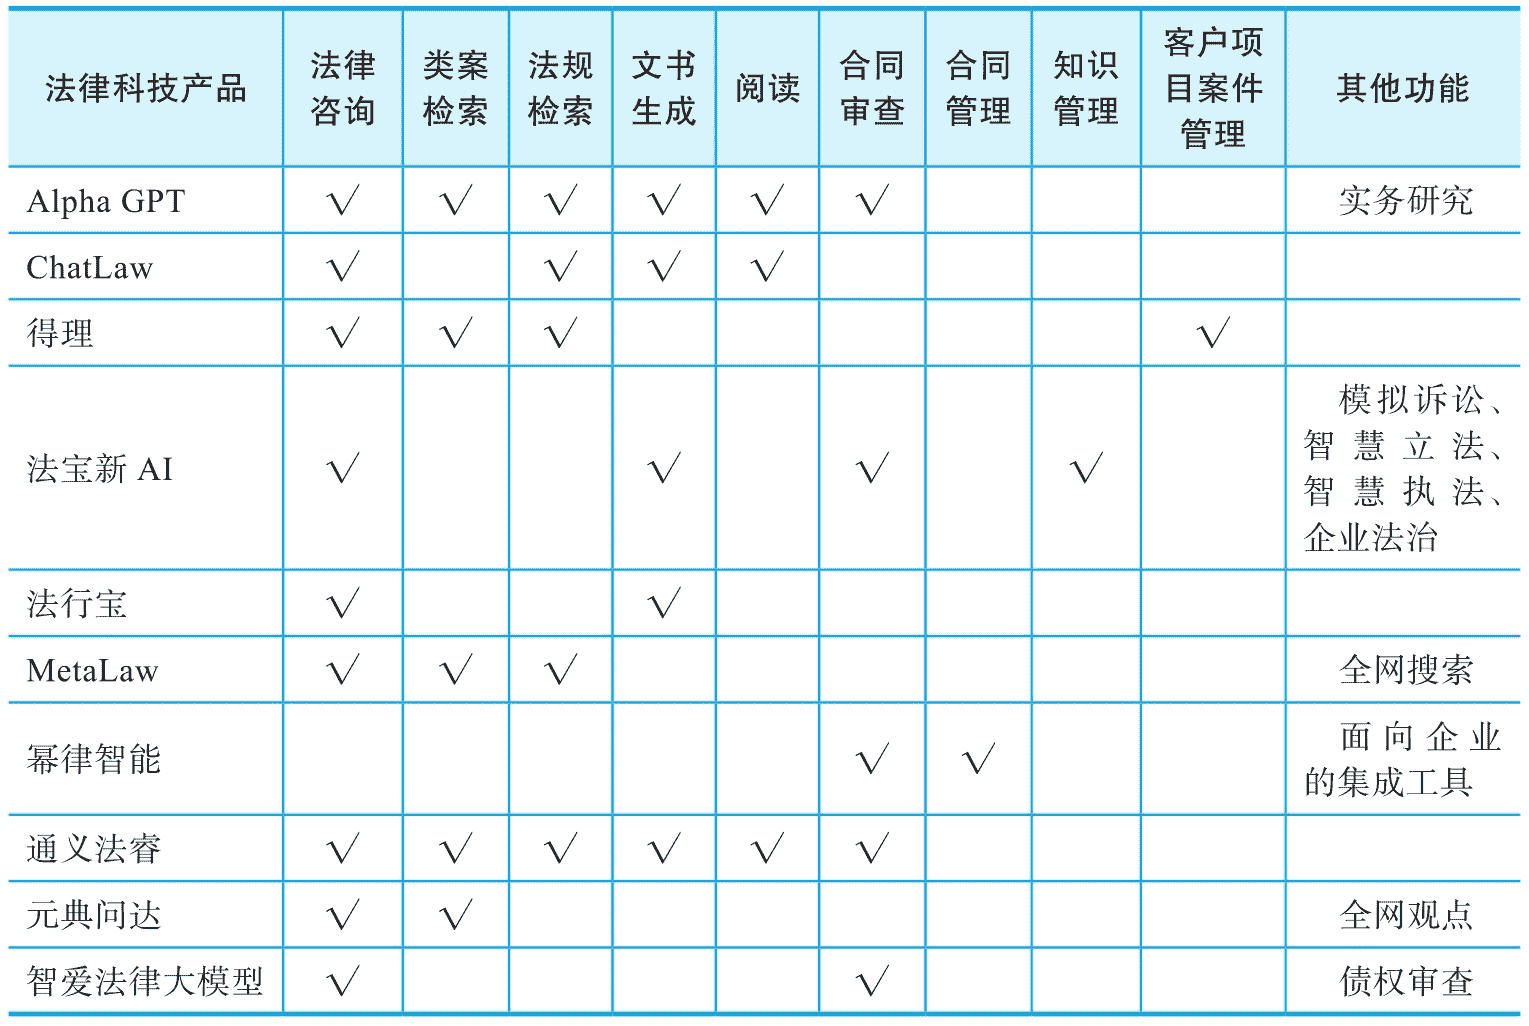 法律科技产品 法律咨询 类案检索 法规检索 文书生成 阅读 合同审查 合同管理 知识管理 客户项目案件管理 其他功能
Alpha GPT √ √ √ √ √ √ 实务研究
ChatLaw √ √ √ √
得理 √ √ √ √
法宝新 AI √ √ √ √ 模拟诉讼、
智慧立法、
智慧执法、
企业法治
法行宝 √ √
MetaLaw √ √ √ 全网搜索
幂律智能 √ √ 面向企业
的集成工具
通义法睿 √ √ √ √ √ √
元典问达 √ √ 全网观点
智爱法律大模型 √ √ 债权审查